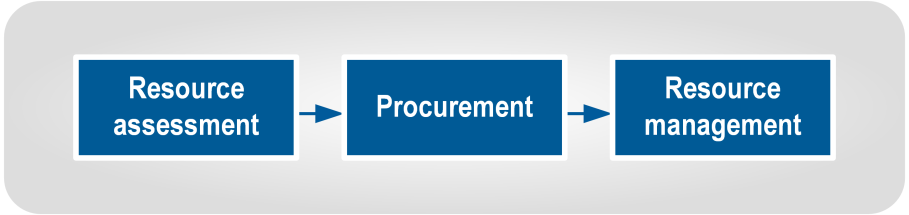 Resource
assessment
Procurement
Resource
management